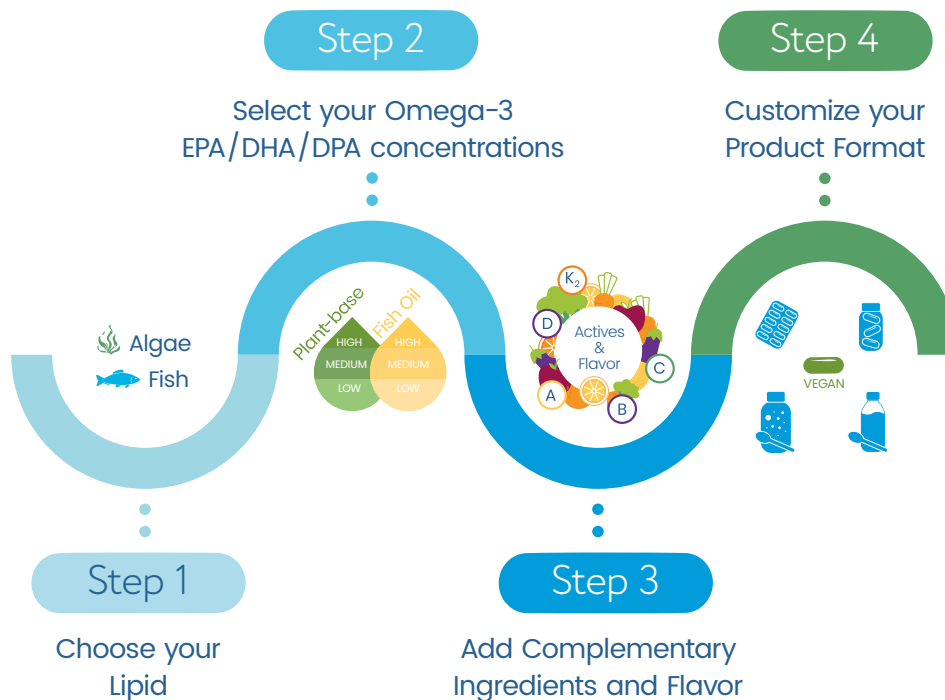 Step 1
Choose your
Lipid
Algae
Fish
Step 2
Select your Omega-3
EPA/DHA/DPA concentrations
Plant-base
HIGH
MEDIUM
LOW
Fish Oil
HIGH
MEDIUM
LOW
Step 3
Add Complementary
Ingredients and Flavor
K2
D
A
B
C
Actives
&
Flavor
Step 4
Customize your
Product Format
VEGAN